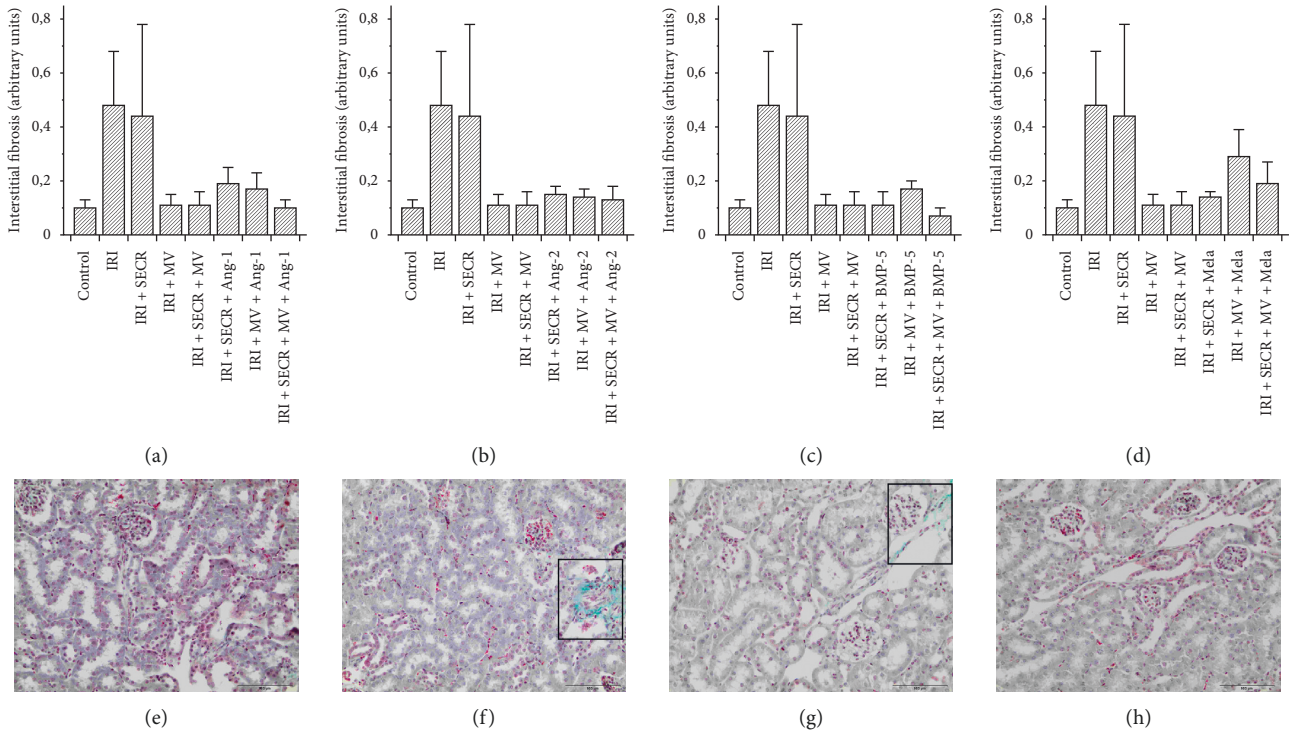 Interstitial fibrosis (arbitrary units)
0,8
0,6
0,4
0,2
0
Control
IRI
IRI + SECR
IRI + MV
IRI + SECR + MV
IRI + SECR + Ang-1
IRI + MV + Ang-1
IRI + SECR + MV + Ang-1
(a)
Interstitial fibrosis (arbitrary units)
0,8
0,6
0,4
0,2
0
Control
IRI
IRI + SECR
IRI + MV
IRI + SECR + MV
IRI + SECR + Ang-2
IRI + MV + Ang-2
IRI + SECR + MV + Ang-2
(b)
Interstitial fibrosis (arbitrary units)
0,8
0,6
0,4
0,2
0
Control
IRI
IRI + SECR
IRI + MV
IRI + SECR + MV
IRI + SECR + BMP-5
IRI + MV + BMP-5
IRI + SECR + MV + BMP-5
(c)
Interstitial fibrosis (arbitrary units)
0,8
0,6
0,4
0,2
0
Control
IRI
IRI + SECR
IRI + MV
IRI + SECR + MV
IRI + SECR + Mela
IRI + MV + Mela
IRI + SECR + MV + Mela
(d)
(e)
(f)
(g)
(h)